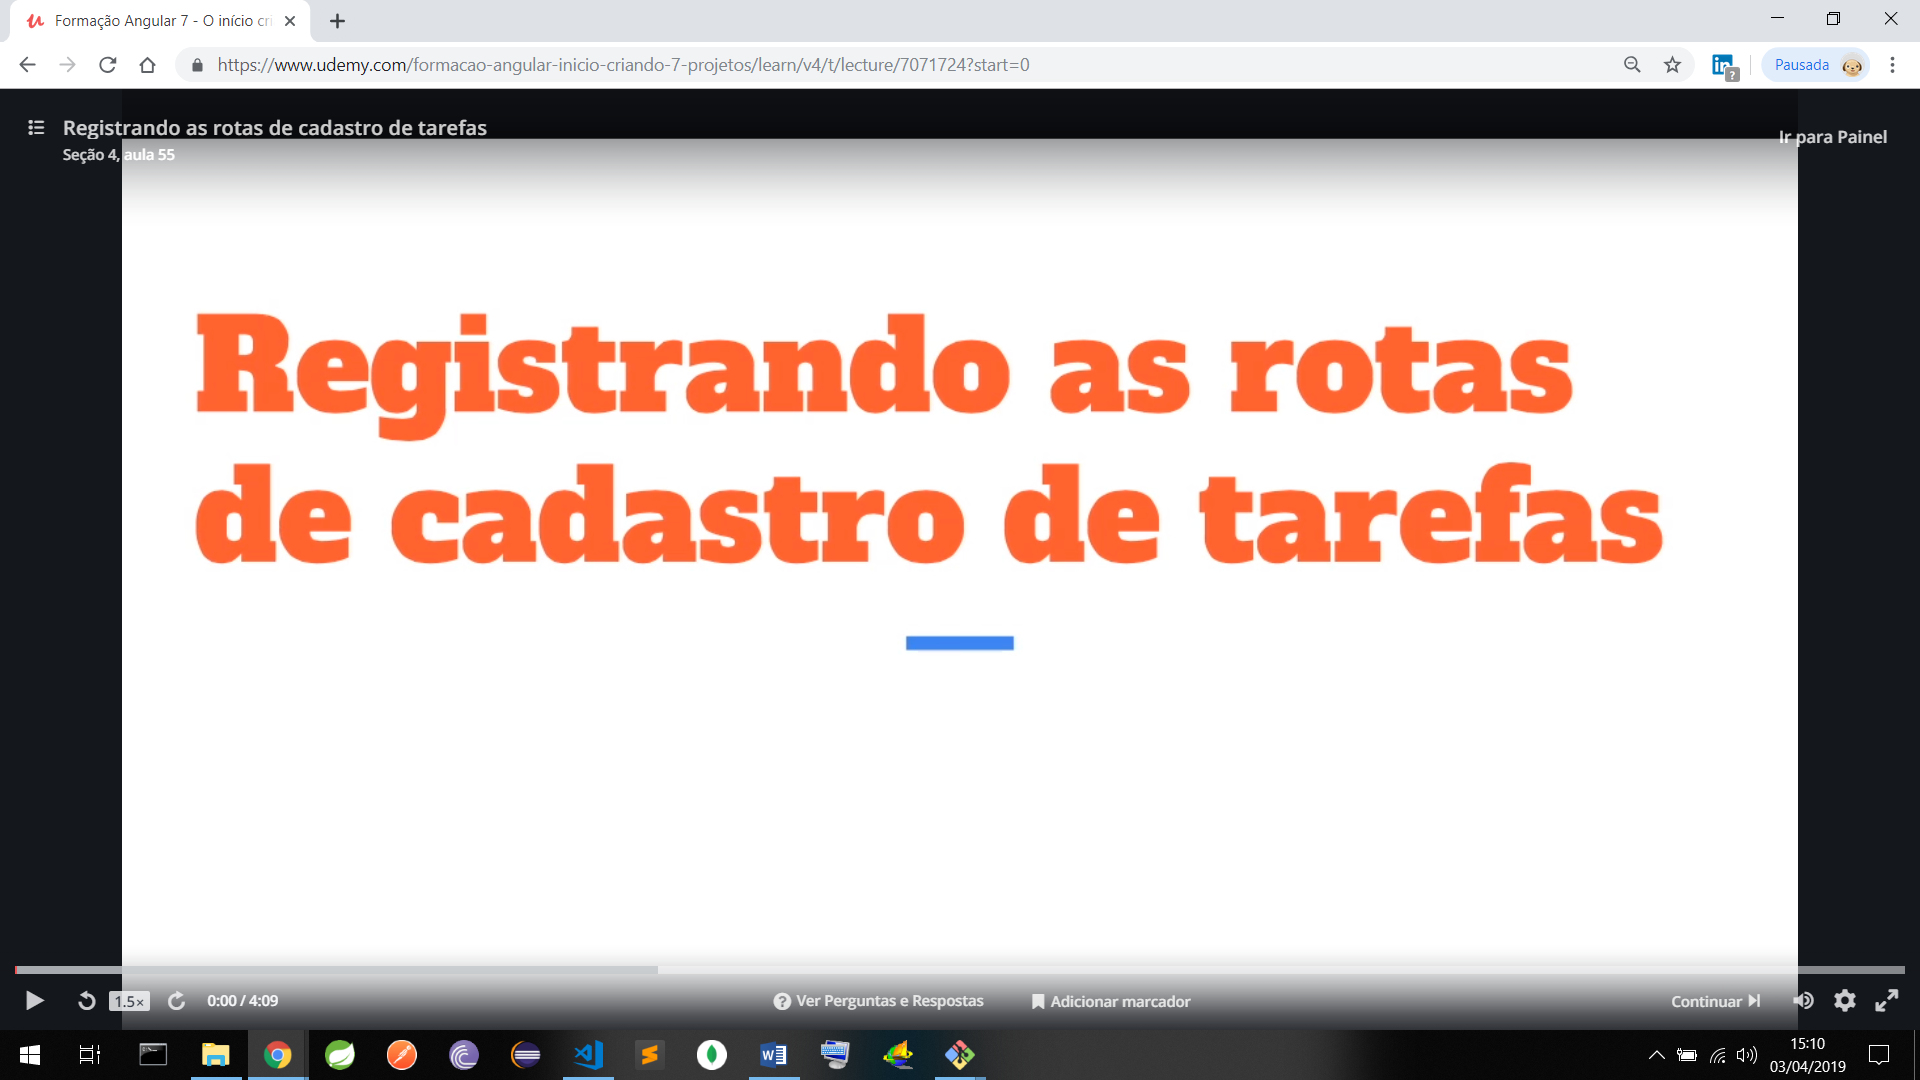 Formação Angular 7 - O início cri
https://www.udemy.com/formacao-angular-inicio-criando-7-projetos/learn/v4/t/lecture/7071724?start=0
Pausada
Registrando as rotas de cadastro de tarefas
Seção 4, aula 55
Ir para Painel
Registrando as rotas
de cadastro de tarefas
1.5×
0:00 / 4:09
Ver Perguntas e Respostas
Adicionar marcador
Continuar
15:10
03/04/2019